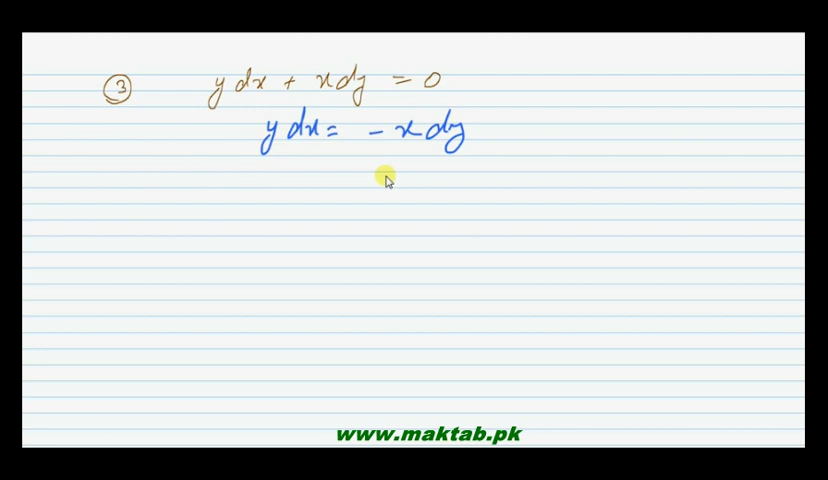 ③ y dx + x dy = 0
y dx = - x dy
www.maktab.pk